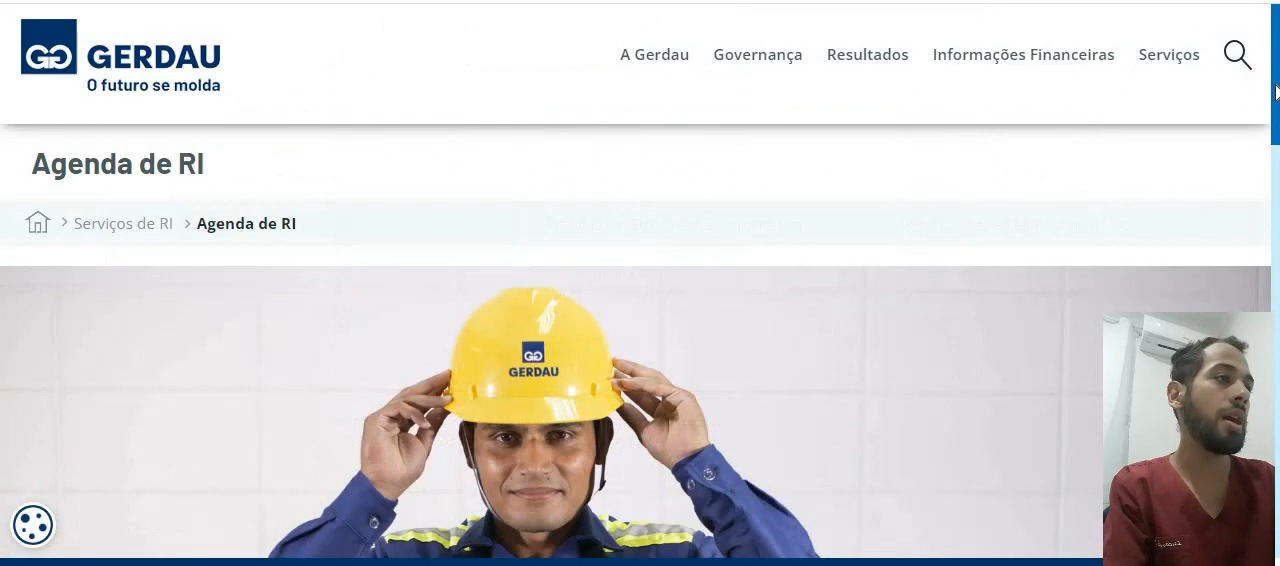 GERDAU
O futuro se molda
A Gerdau
Governança
Resultados
Informações Financeiras
Serviços
Agenda de RI
Serviços de RI
Agenda de RI
GERDAU